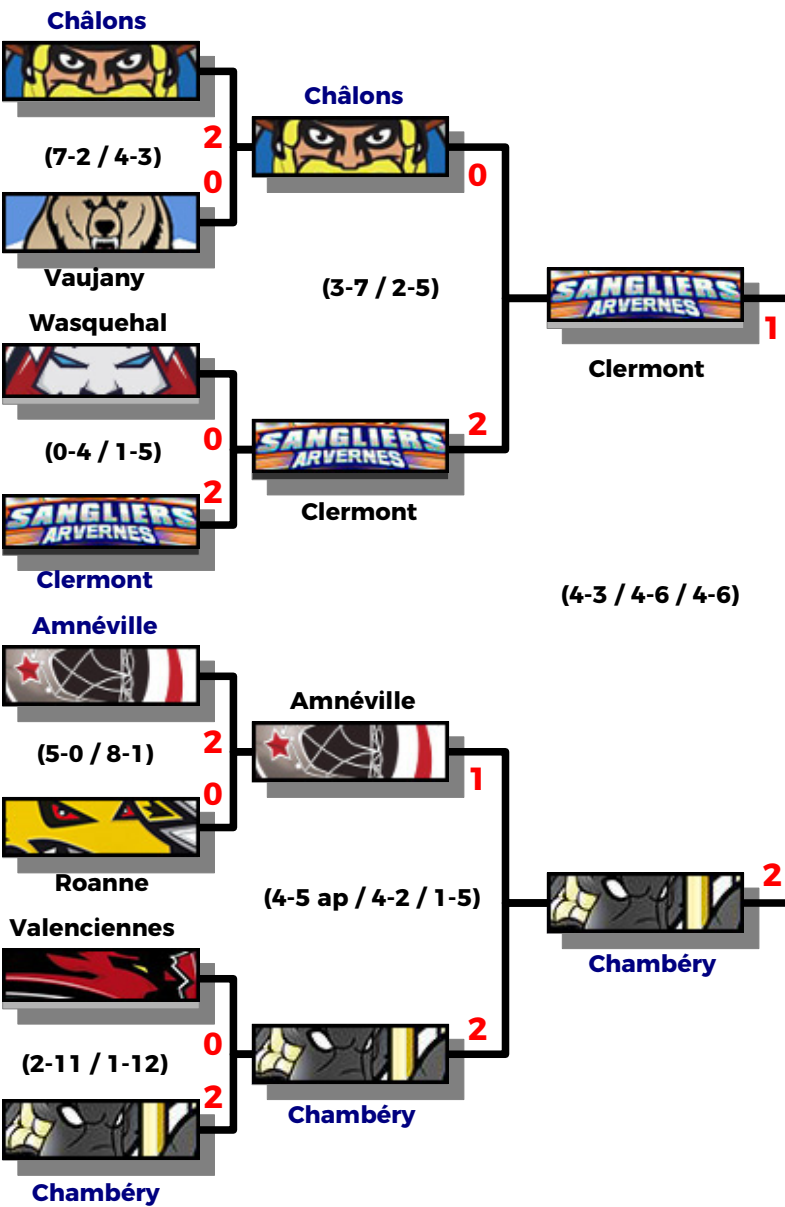 Châlons
2
(7-2 / 4-3)
0
Vaujany
Wasquehal
(0-4 / 1-5)
0
2
SANGLIERS
ARVERNES
Clermont
Amnéville
(5-0 / 8-1)
2
0
Roanne
Valenciennes
(2-11 / 1-12)
0
2
Chambéry
Châlons
0
(3-7 / 2-5)
2
SANGLIERS
ARVERNES
Clermont
Amnéville
1
(4-5 ap / 4-2 / 1-5)
2
Chambéry
SANGLIERS
ARVERNES
1
Clermont
(4-3 / 4-6 / 4-6)
2
Chambéry